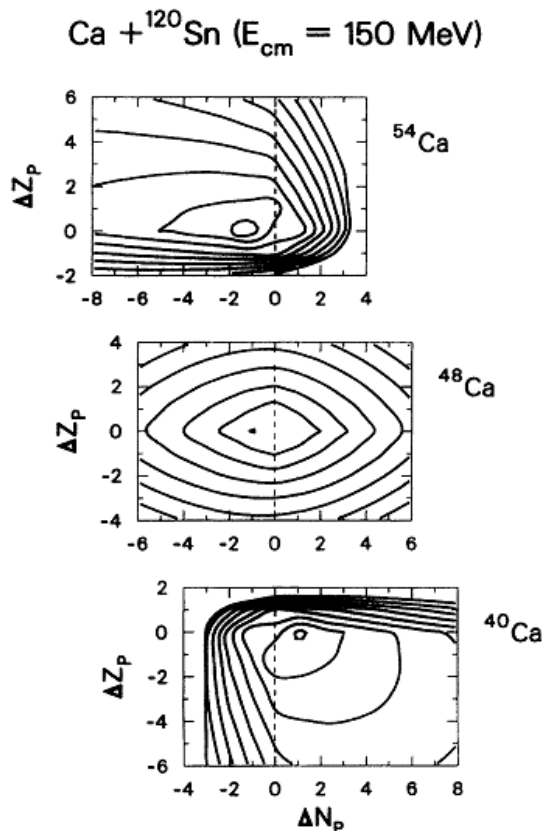 Ca + ¹²⁰Sn (E_cm = 150 MeV)
6
4
2
0
-2
ΔZ_P
⁵⁴Ca
-8 -6 -4 -2 0 2 4
4
2
0
-2
-4
ΔZ_P
⁴⁸Ca
-6 -4 -2 0 2 4 6
2
0
-2
-4
-6
ΔZ_P
⁴⁰Ca
-4 -2 0 2 4 6 8
ΔN_P